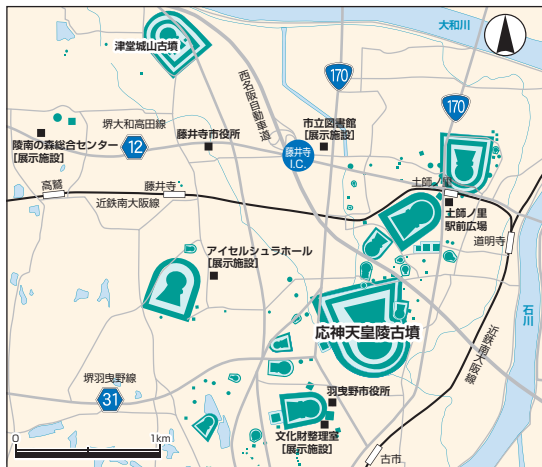 大和川
津堂城山古墳
西名阪自動車道
170
170
堺大和高田線
藤井寺市役所
市立図書館
[展示施設]
陵南の森総合センター
[展示施設]
12
藤井寺
I.C.
高鷲
藤井寺
土師ノ里
近鉄南大阪線
土師ノ里
駅前広場
道明寺
アイセルシュラホール
[展示施設]
石川
応神天皇陵古墳
近鉄南大阪線
堺羽曳野線
31
羽曳野市役所
文化財整理室
[展示施設]
古市
0
1km